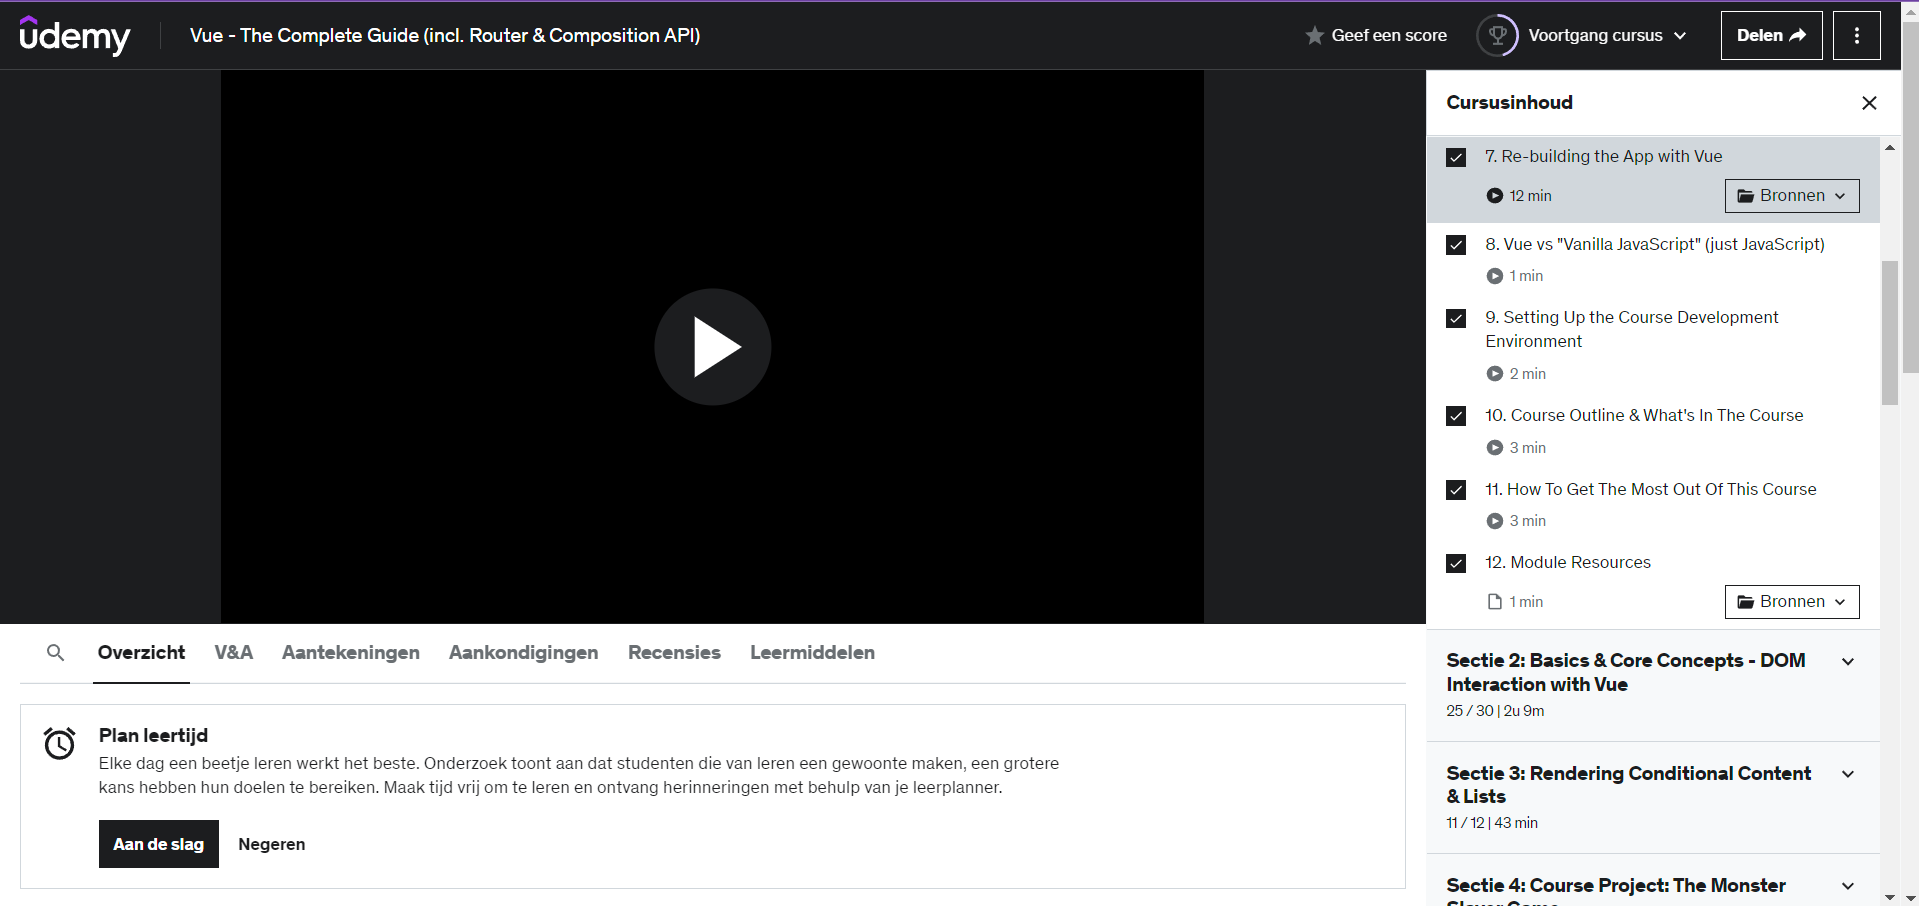 udemy
Vue - The Complete Guide (incl. Router & Composition API)
Geef een score
Voortgang cursus
Delen
Cursusinhoud
7. Re-building the App with Vue
12 min
Bronnen
8. Vue vs "Vanilla JavaScript" (just JavaScript)
1 min
9. Setting Up the Course Development
Environment
2 min
10. Course Outline & What's In The Course
3 min
11. How To Get The Most Out Of This Course
3 min
12. Module Resources
1 min
Bronnen
Sectie 2: Basics & Core Concepts - DOM
Interaction with Vue
25 / 30 | 2u 9m
Sectie 3: Rendering Conditional Content
& Lists
11 / 12 | 43 min
Sectie 4: Course Project: The Monster
Overzicht
V&A
Aantekeningen
Aankondigingen
Recensies
Leermiddelen
Plan leertijd
Elke dag een beetje leren werkt het beste. Onderzoek toont aan dat studenten die van leren een gewoonte maken, een grotere
kans hebben hun doelen te bereiken. Maak tijd vrij om te leren en ontvang herinneringen met behulp van je leerplanner.
Aan de slag
Negeren